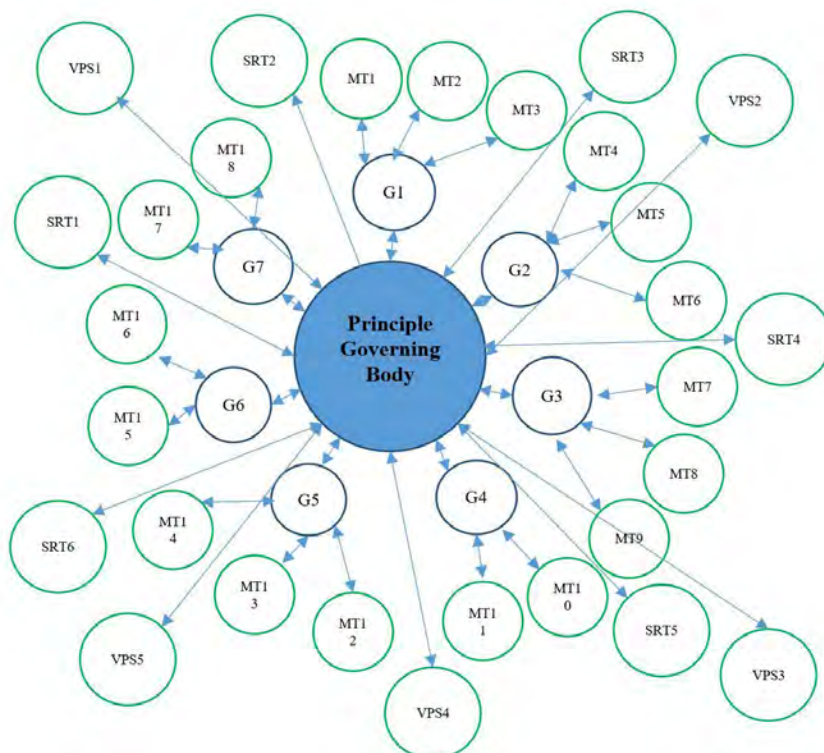 VPS1
SRT2
MT1
MT2
MT3
SRT3
VPS2
MT1
8
MT4
SRT1
MT1
7
G7
G1
G2
MT5
MT6
Principle
Governing
Body
MT1
6
SRT4
MT1
5
G6
G3
MT7
MT8
G5
G4
MT1
4
MT9
SRT6
MT1
3
MT1
2
MT1
1
MT1
0
SRT5
VPS5
VPS4
VPS3